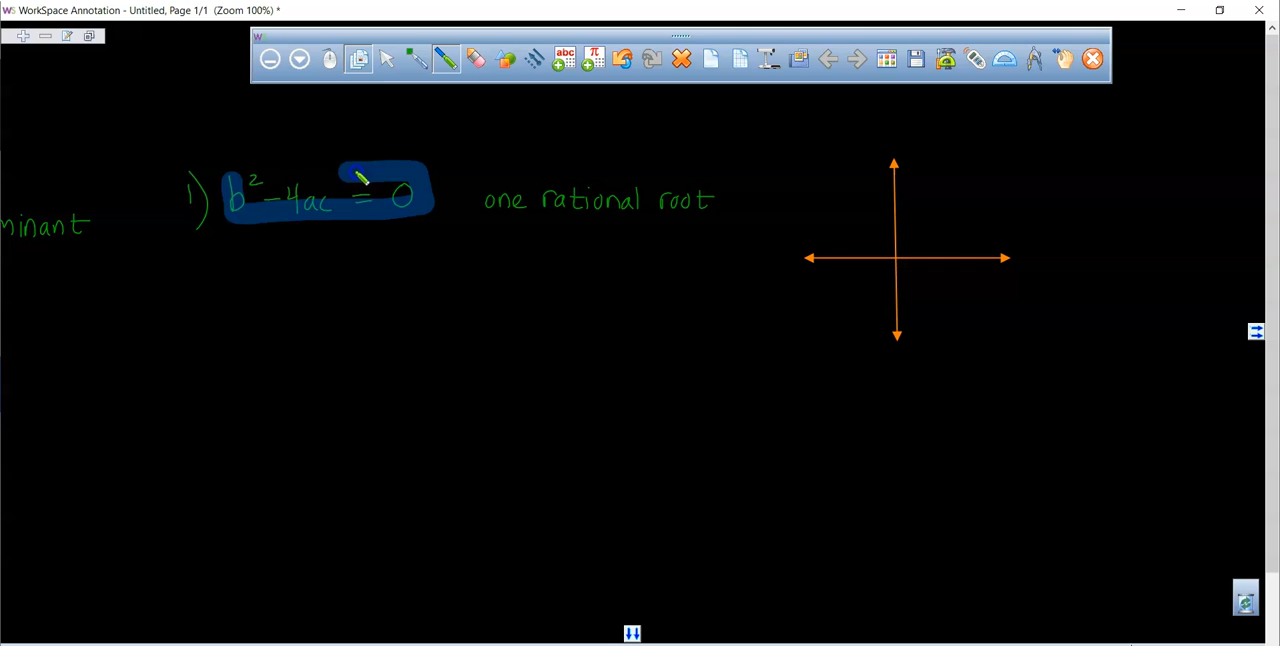 WorkSpace Annotation - Untitled, Page 1/1 (Zoom 100%) *
abc
π
1) b² - 4ac = 0 one rational root
minant